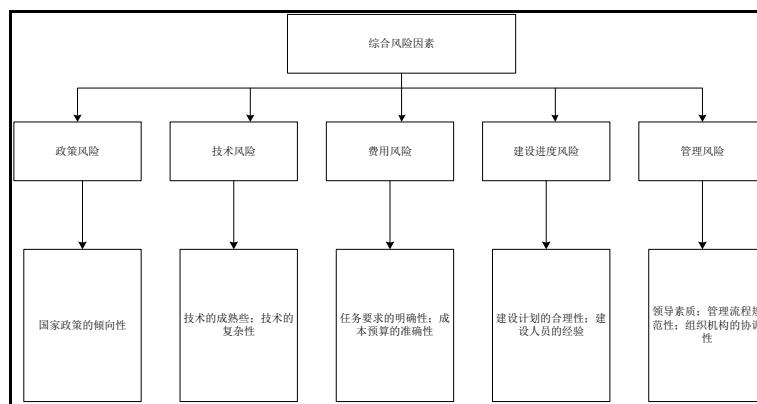 综合风险因素
政策风险
技术风险
费用风险
建设进度风险
管理风险
国家政策的倾向性
技术的成熟些；技术的
复杂性
任务要求的明确性；成
本预算的准确性
建设计划的合理性；建
设人员的经验
领导素质；管理流程规
范性；组织机构的协调
性